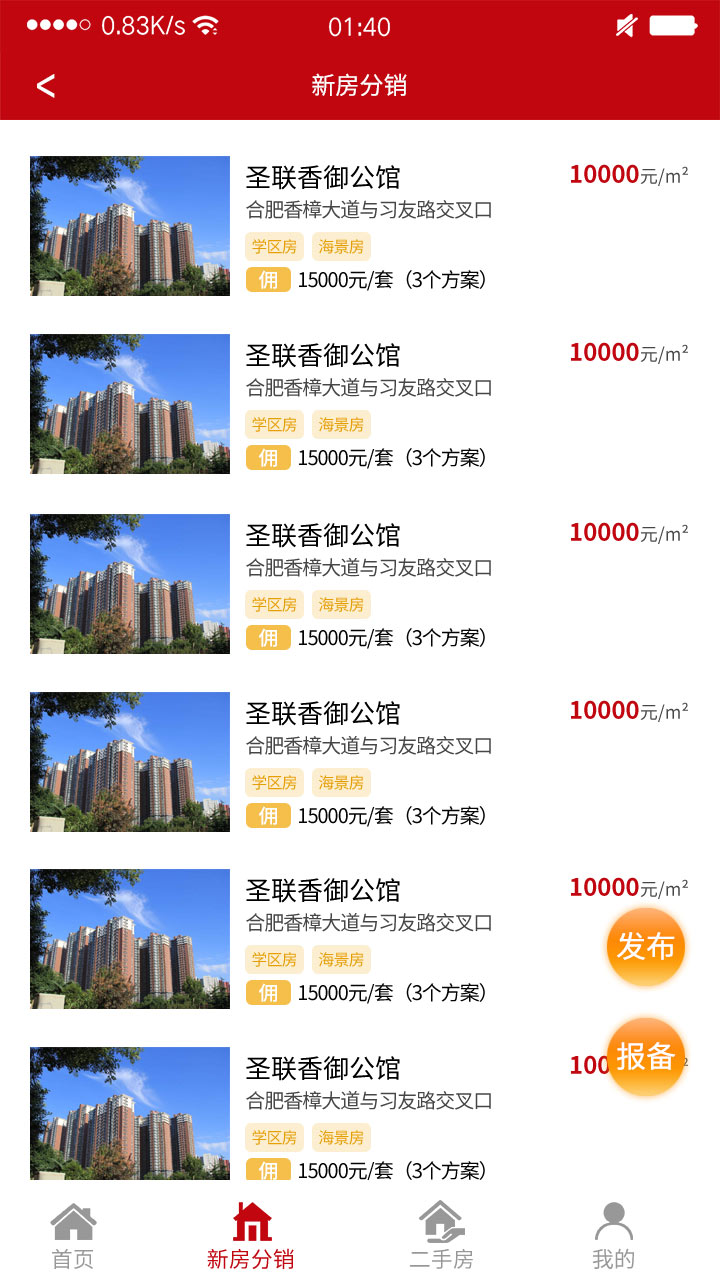 0.83K/s 01:40
< 新房分销
圣联香御公馆 10000元/m²
合肥香樟大道与习友路交叉口
学区房 海景房
佣 15000元/套（3个方案）
圣联香御公馆 10000元/m²
合肥香樟大道与习友路交叉口
学区房 海景房
佣 15000元/套（3个方案）
圣联香御公馆 10000元/m²
合肥香樟大道与习友路交叉口
学区房 海景房
佣 15000元/套（3个方案）
圣联香御公馆 10000元/m²
合肥香樟大道与习友路交叉口
学区房 海景房
佣 15000元/套（3个方案）
圣联香御公馆 10000元/m²
合肥香樟大道与习友路交叉口
发布
学区房 海景房
佣 15000元/套（3个方案）
圣联香御公馆 100
报备
合肥香樟大道与习友路交叉口
学区房 海景房
佣 15000元/套（3个方案）
首页 新房分销 二手房 我的